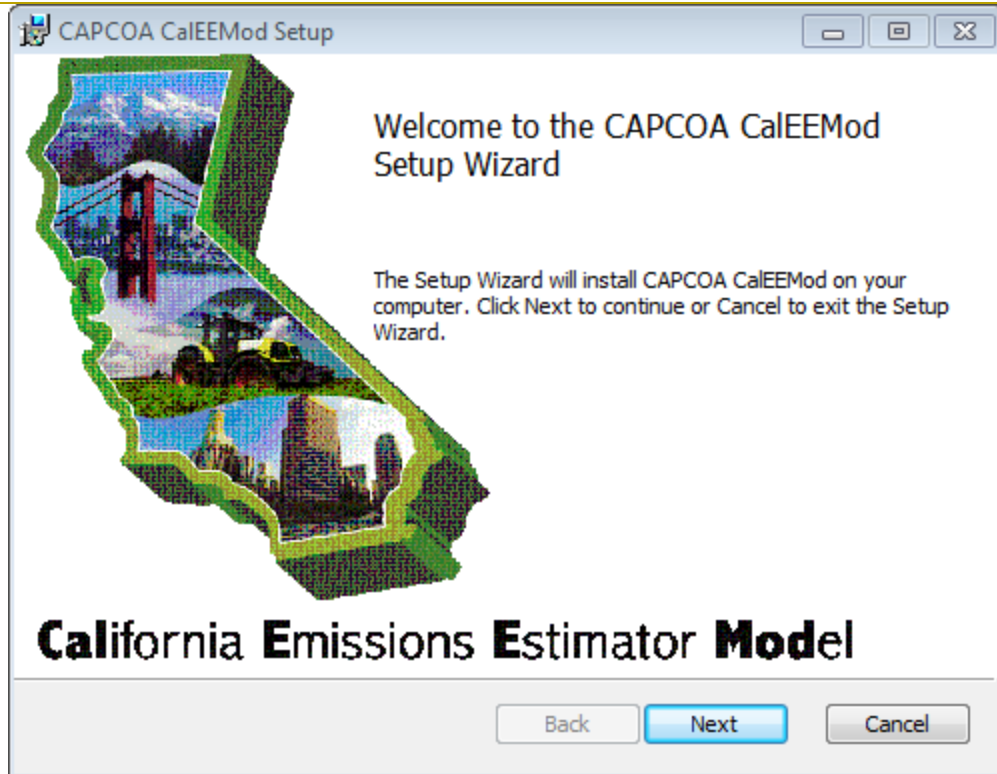 CAPCOA CalEEMod Setup
Welcome to the CAPCOA CalEEMod
Setup Wizard
The Setup Wizard will install CAPCOA CalEEMod on your
computer. Click Next to continue or Cancel to exit the Setup
Wizard.
California Emissions Estimator Model
Back Next Cancel